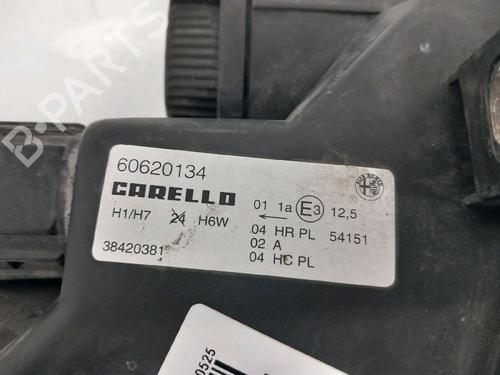 B-PARTS
60620134
CARELLO
01 1a E3 12,5
H1/H7 24 H6W
04 HR PL 54151
02 A
38420381
04 HC PL
0525